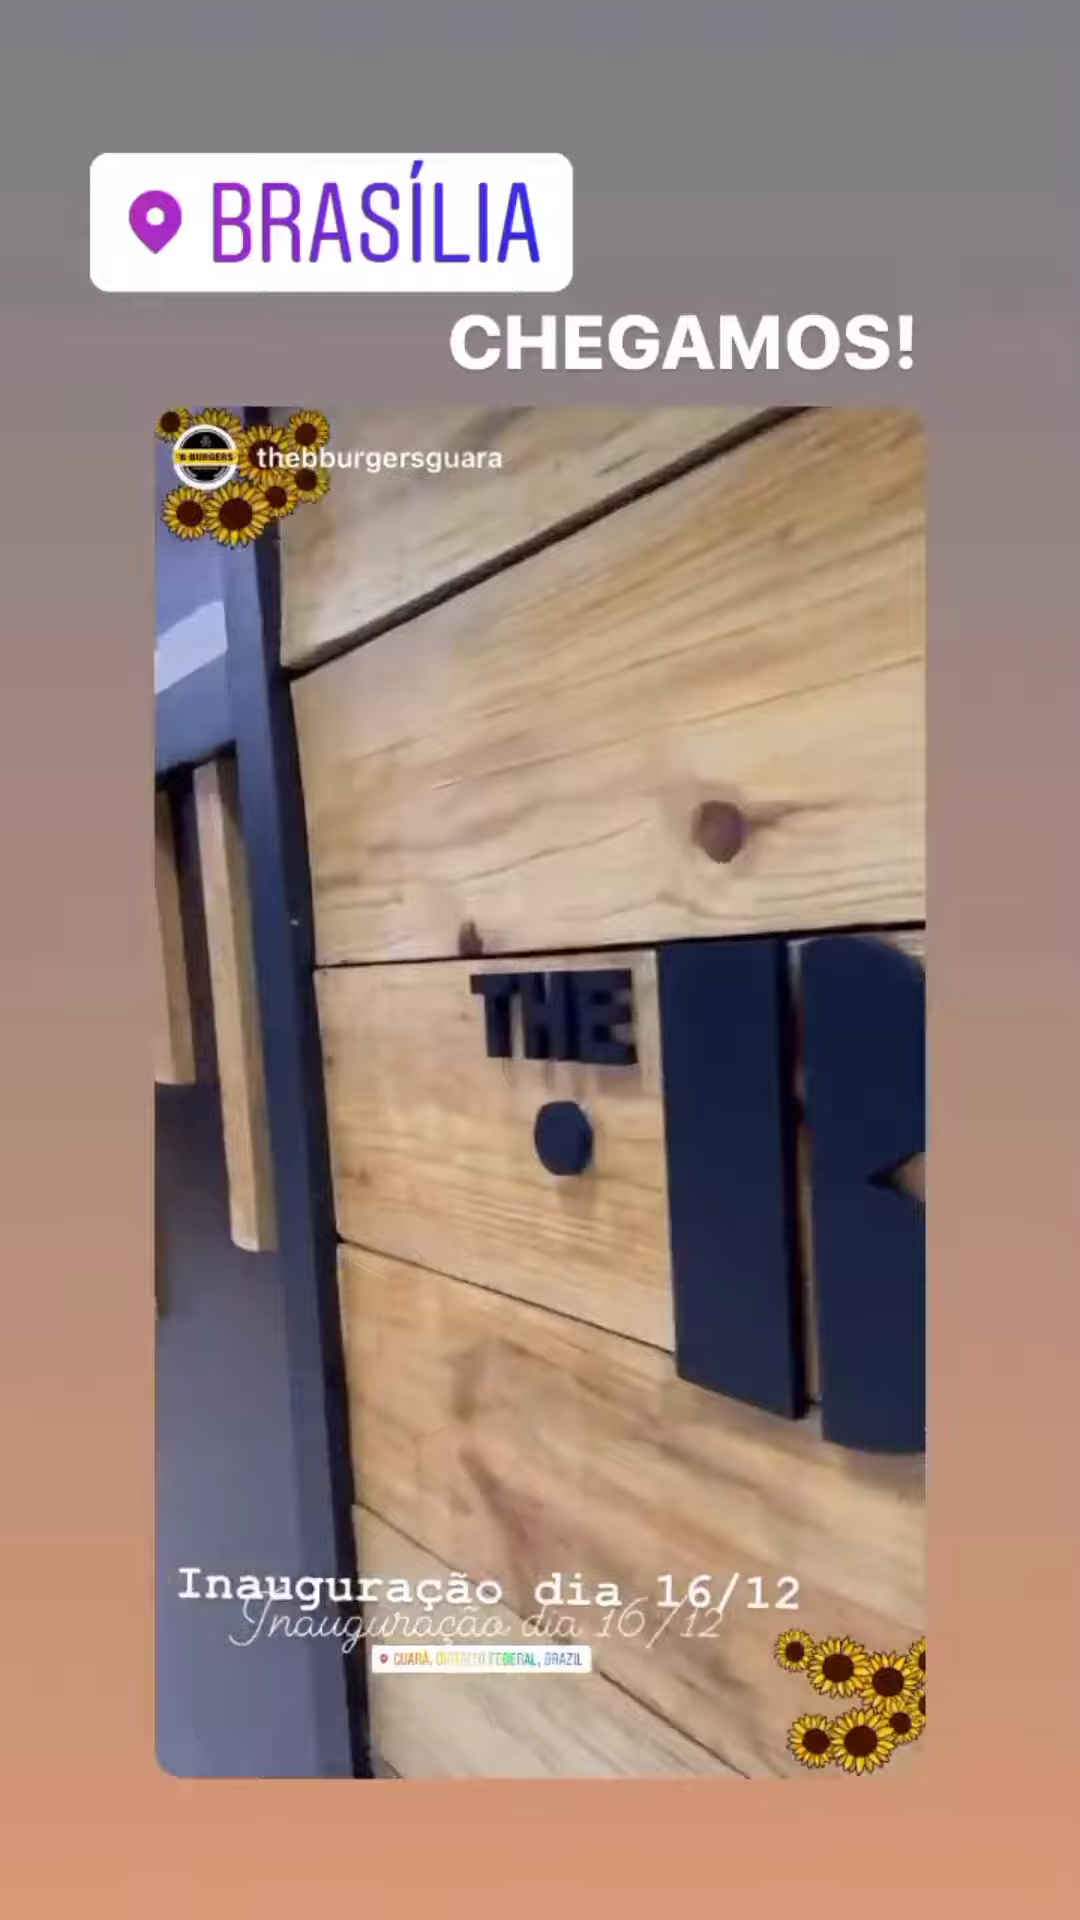 BRASÍLIA
CHEGAMOS!
B·BURGERS
thebburgersguara
THE
Inauguração dia 16/12
Inauguração dia 16/12
GUARÁ, DISTRITO FEDERAL, BRAZIL